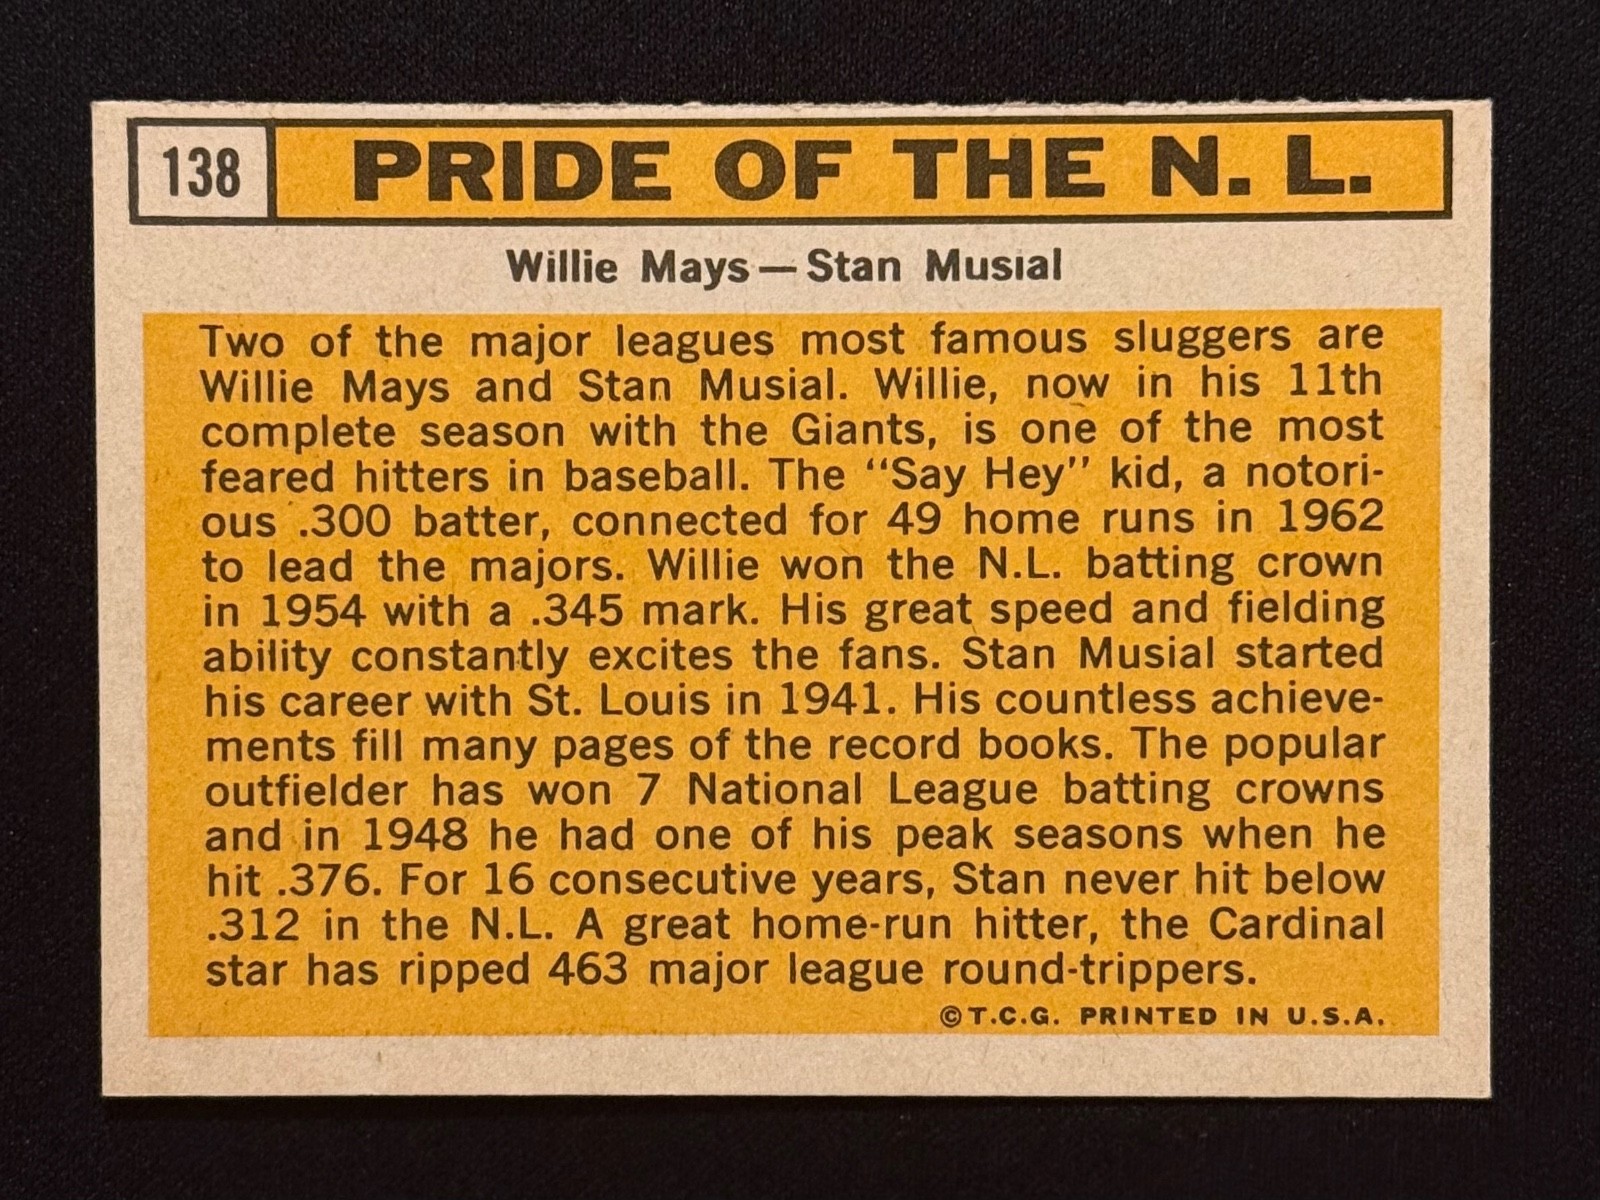 138 PRIDE OF THE N. L.
Willie Mays — Stan Musial
Two of the major leagues most famous sluggers are
Willie Mays and Stan Musial. Willie, now in his 11th
complete season with the Giants, is one of the most
feared hitters in baseball. The “Say Hey” kid, a notori-
ous .300 batter, connected for 49 home runs in 1962
to lead the majors. Willie won the N.L. batting crown
in 1954 with a .345 mark. His great speed and fielding
ability constantly excites the fans. Stan Musial started
his career with St. Louis in 1941. His countless achieve-
ments fill many pages of the record books. The popular
outfielder has won 7 National League batting crowns
and in 1948 he had one of his peak seasons when he
hit .376. For 16 consecutive years, Stan never hit below
.312 in the N.L. A great home-run hitter, the Cardinal
star has ripped 463 major league round-trippers.
©T.C.G. PRINTED IN U.S.A.